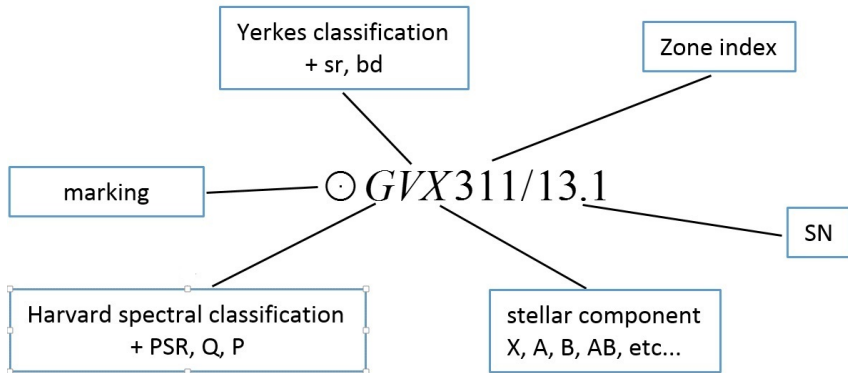 Yerkes classification
+ sr, bd
Zone index
marking
⊙GVX311/13.1
SN
Harvard spectral classification
+ PSR, Q, P
stellar component
X, A, B, AB, etc...